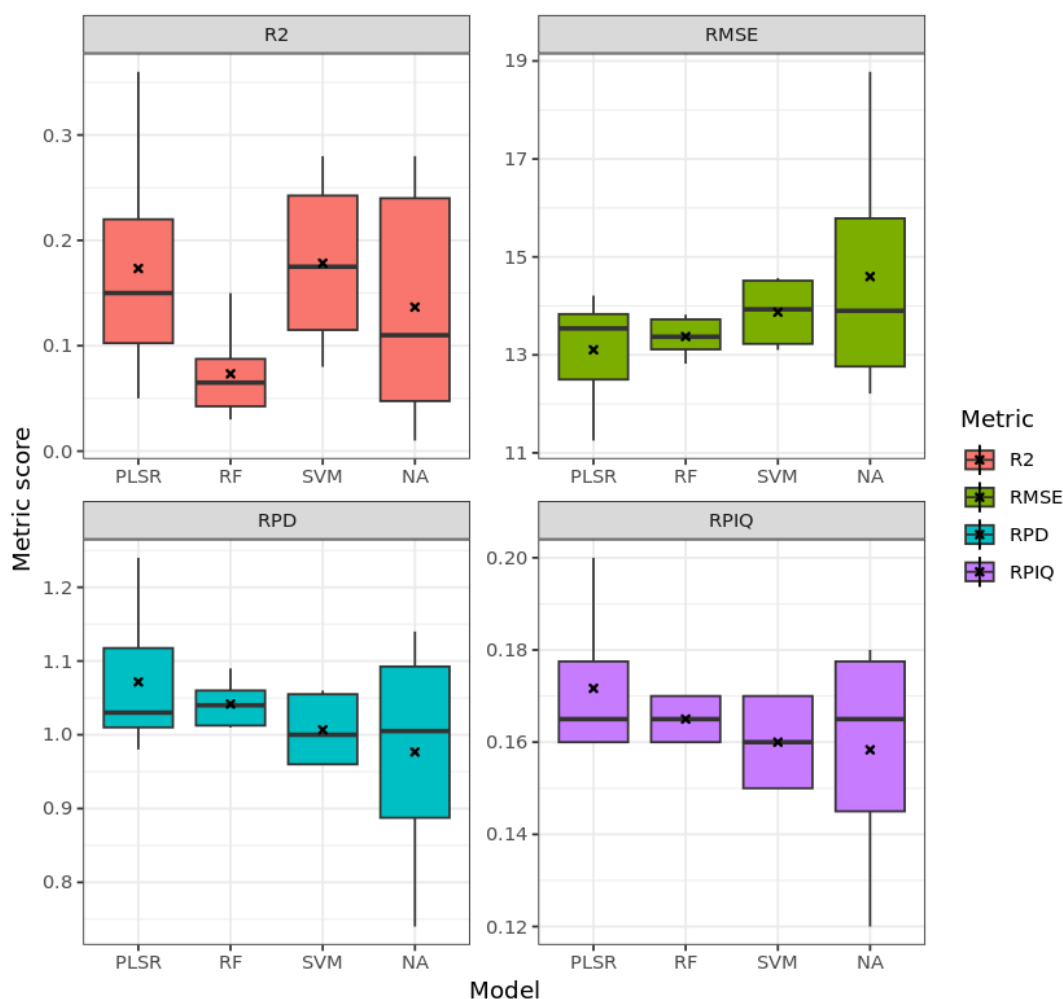 R2
RMSE
0.3
0.2
0.1
0.0
19
17
15
13
11
PLSR RF SVM NA
PLSR RF SVM NA
RPD
RPIQ
1.2
1.1
1.0
0.9
0.8
0.20
0.18
0.16
0.14
0.12
PLSR RF SVM NA
PLSR RF SVM NA
Metric score
Model
Metric
R2
RMSE
RPD
RPIQ